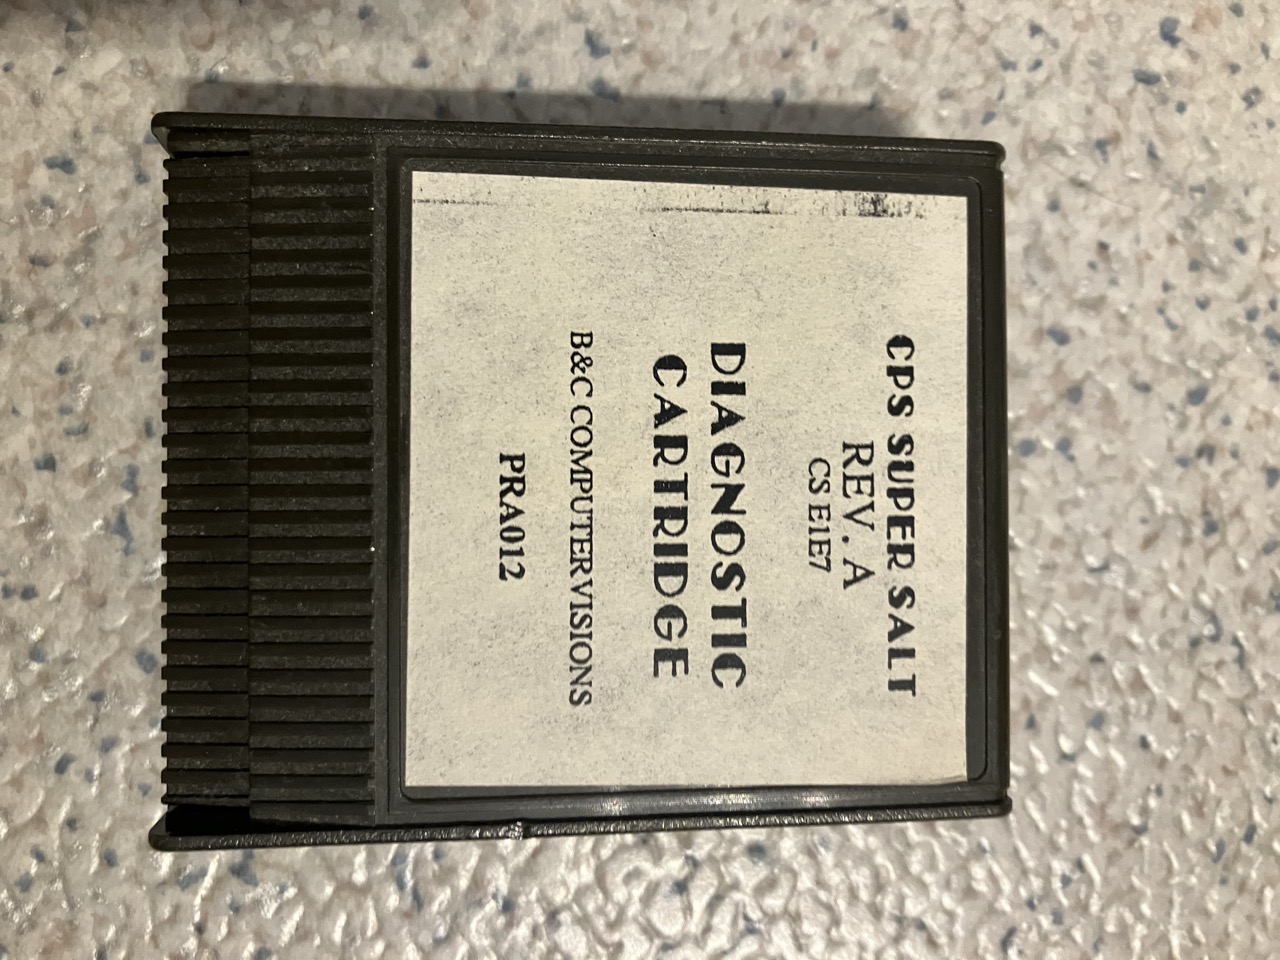 CPS SUPER SALT
REV. A
CS E1E7
DIAGNOSTIC
CARTRIDGE
B&C COMPUTERVISIONS
PRA012